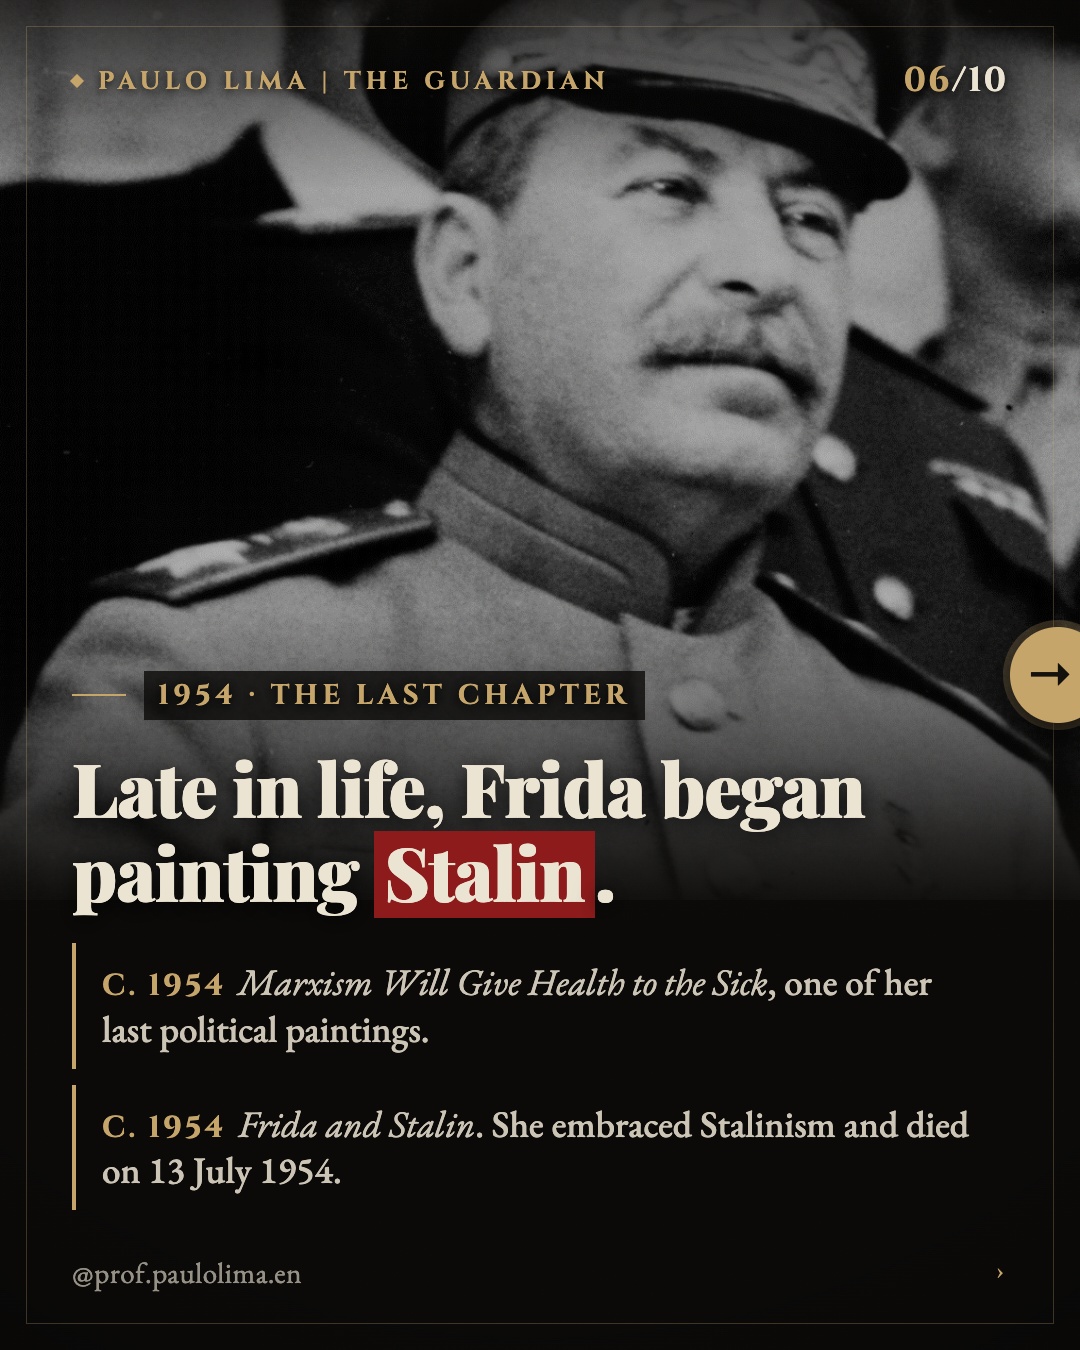 ◆ PAULO LIMA | THE GUARDIAN
06/10
1954 · THE LAST CHAPTER
Late in life, Frida began
painting Stalin.
C. 1954 Marxism Will Give Health to the Sick, one of her
last political paintings.
C. 1954 Frida and Stalin. She embraced Stalinism and died
on 13 July 1954.
@prof.paulolima.en